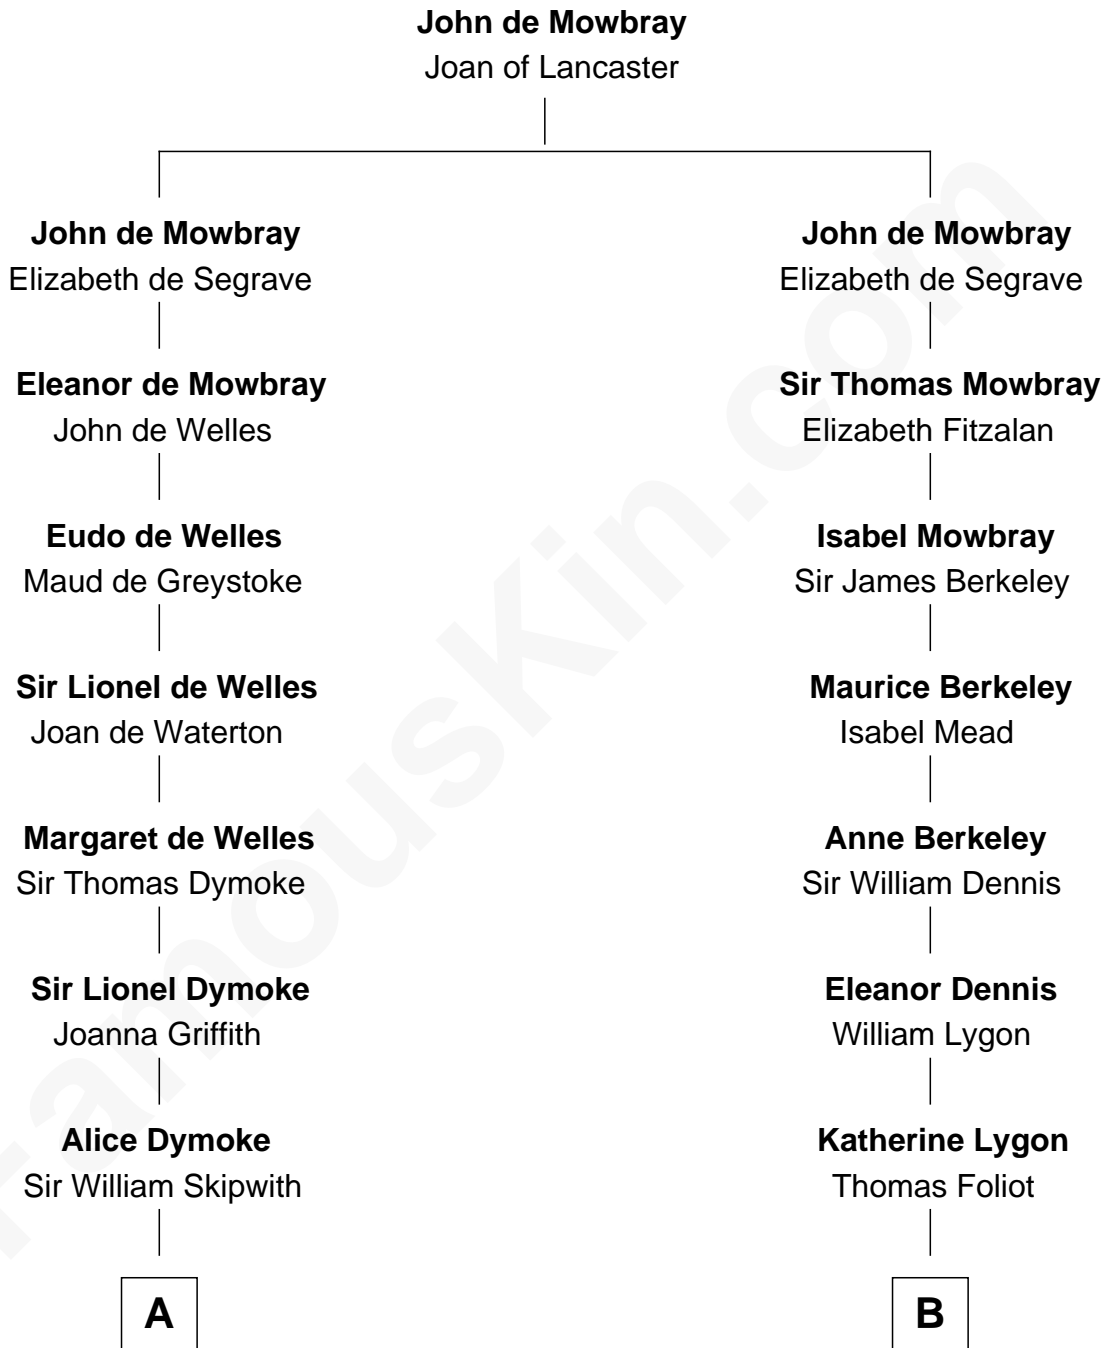 John de Mowbray
Joan of Lancaster
John de Mowbray
Elizabeth de Segrave
Eleanor de Mowbray
John de Welles
Eudo de Welles
Maud de Greystoke
Sir Lionel de Welles
Joan de Waterton
Margaret de Welles
Sir Thomas Dymoke
Sir Lionel Dymoke
Joanna Griffith
Alice Dymoke
Sir William Skipwith
A
John de Mowbray
Elizabeth de Segrave
Sir Thomas Mowbray
Elizabeth Fitzalan
Isabel Mowbray
Sir James Berkeley
Maurice Berkeley
Isabel Mead
Anne Berkeley
Sir William Dennis
Eleanor Dennis
William Lygon
Katherine Lygon
Thomas Foliot
B
FamousKin.com